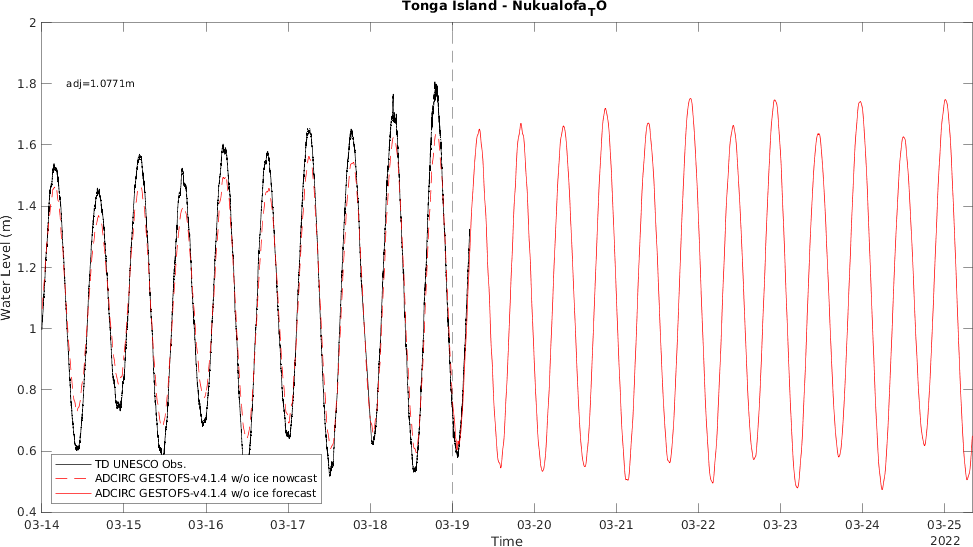 Tonga Island - NukualofaTO
2
1.8
1.6
1.4
1.2
1
0.8
0.6
0.4
adj=1.0771m
Water Level (m)
TD UNESCO Obs.
ADCIRC GESTOFS-v4.1.4 w/o ice nowcast
ADCIRC GESTOFS-v4.1.4 w/o ice forecast
03-14 03-15 03-16 03-17 03-18 03-19 03-20 03-21 03-22 03-23 03-24 03-25
Time
2022